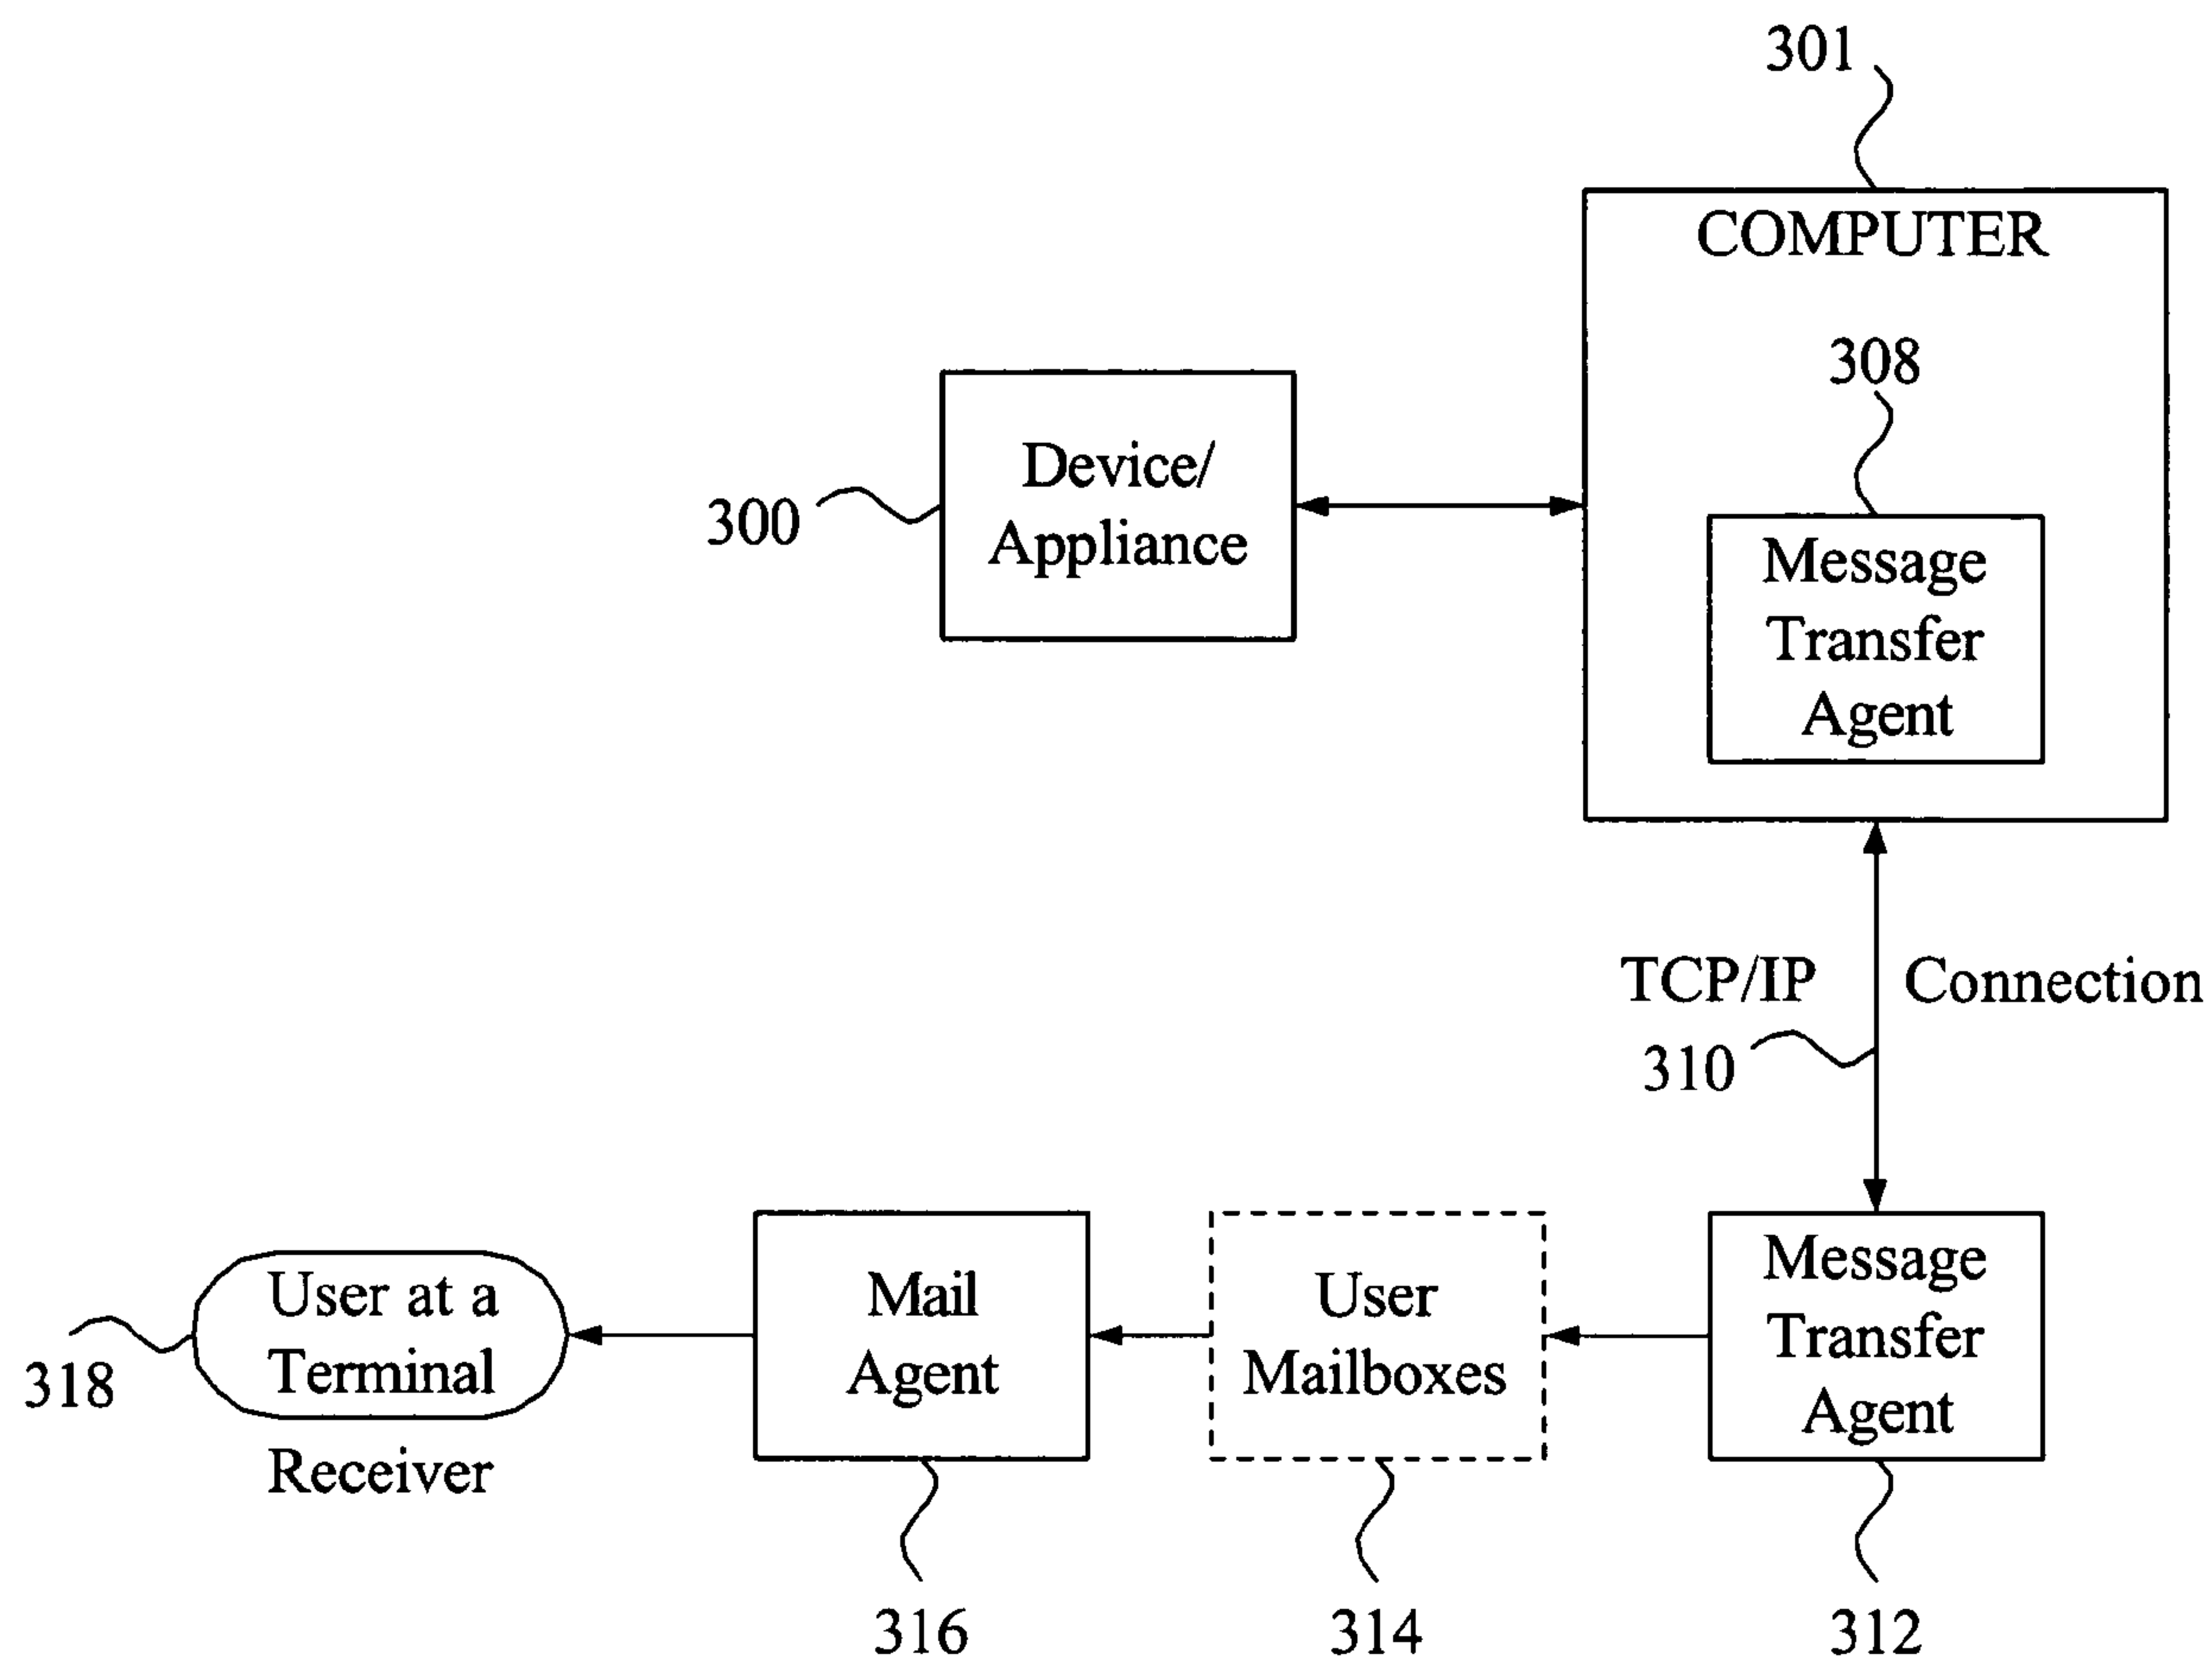 301
COMPUTER
308
Device/
Appliance
300
Message
Transfer
Agent
TCP/IP Connection
310
Message
Transfer
Agent
User
Mailboxes
Mail
Agent
User at a
Terminal
318
Receiver
316
314
312